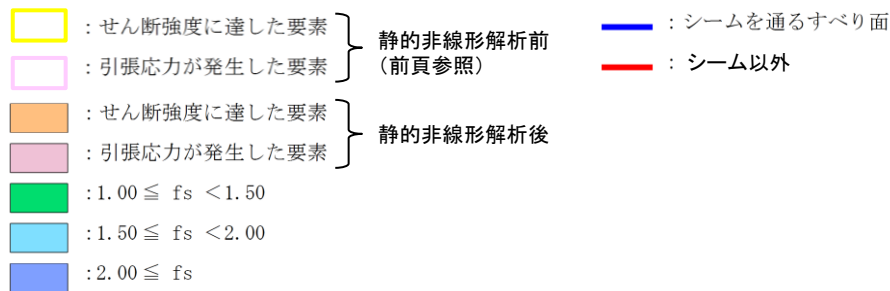 ：せん断強度に達した要素
：引張応力が発生した要素
静的非線形解析前
（前頁参照）
：せん断強度に達した要素
：引張応力が発生した要素
静的非線形解析後
:1.00≦ fs ＜1.50
:1.50≦ fs ＜2.00
:2.00≦ fs
：シームを通るすべり面
：シーム以外